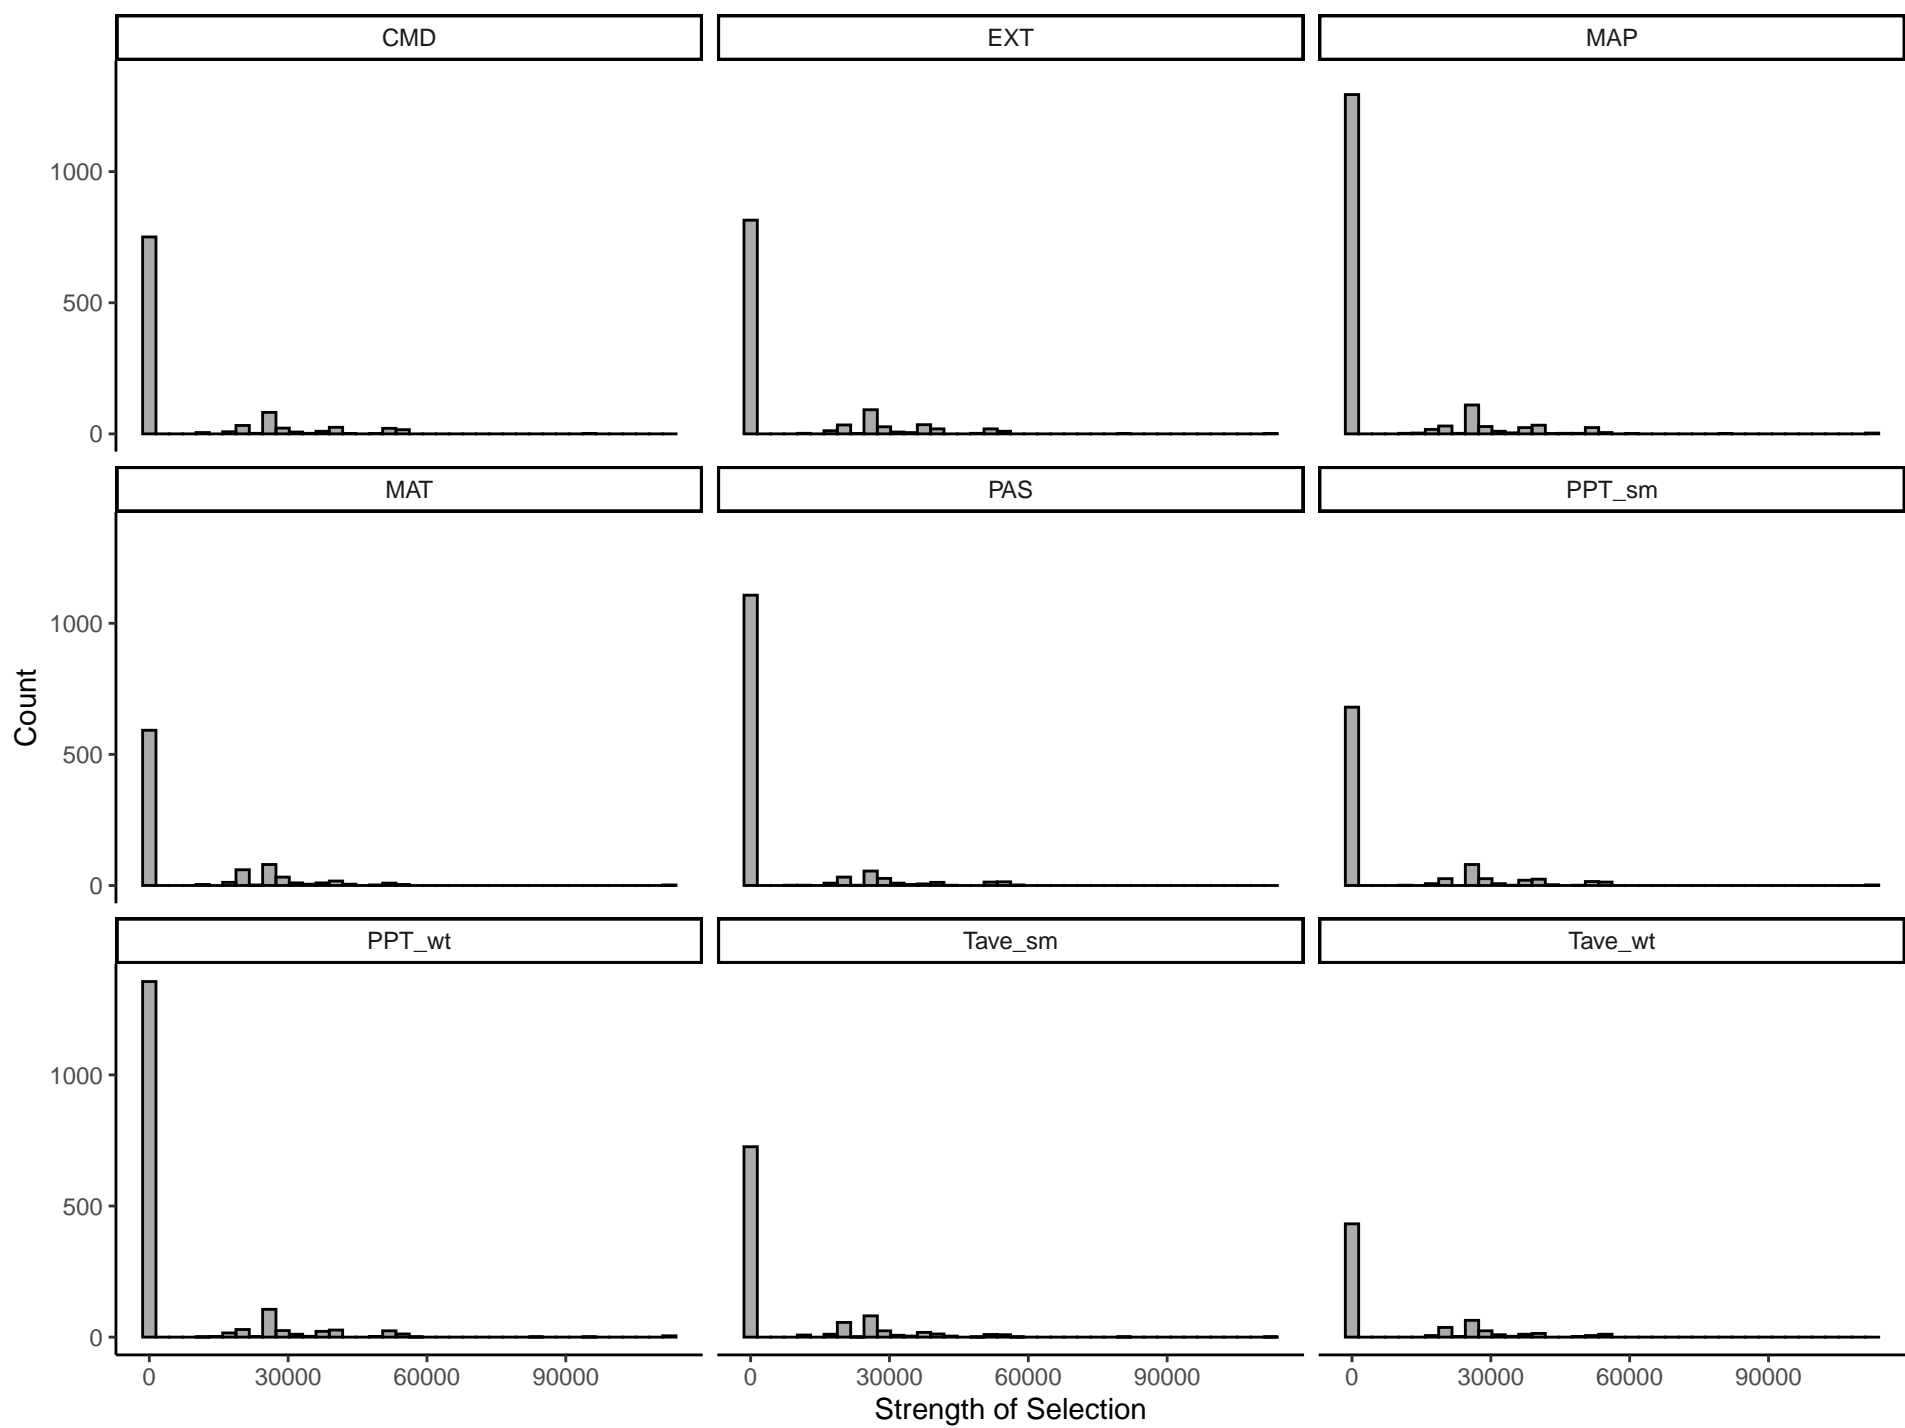 CMD EXT MAP
1000
500
0
MAT PAS PPT_sm
1000
500
0
Count
PPT_wt Tave_sm Tave_wt
1000
500
0
0 30000 60000 90000 0 30000 60000 90000 0 30000 60000 90000
Strength of Selection